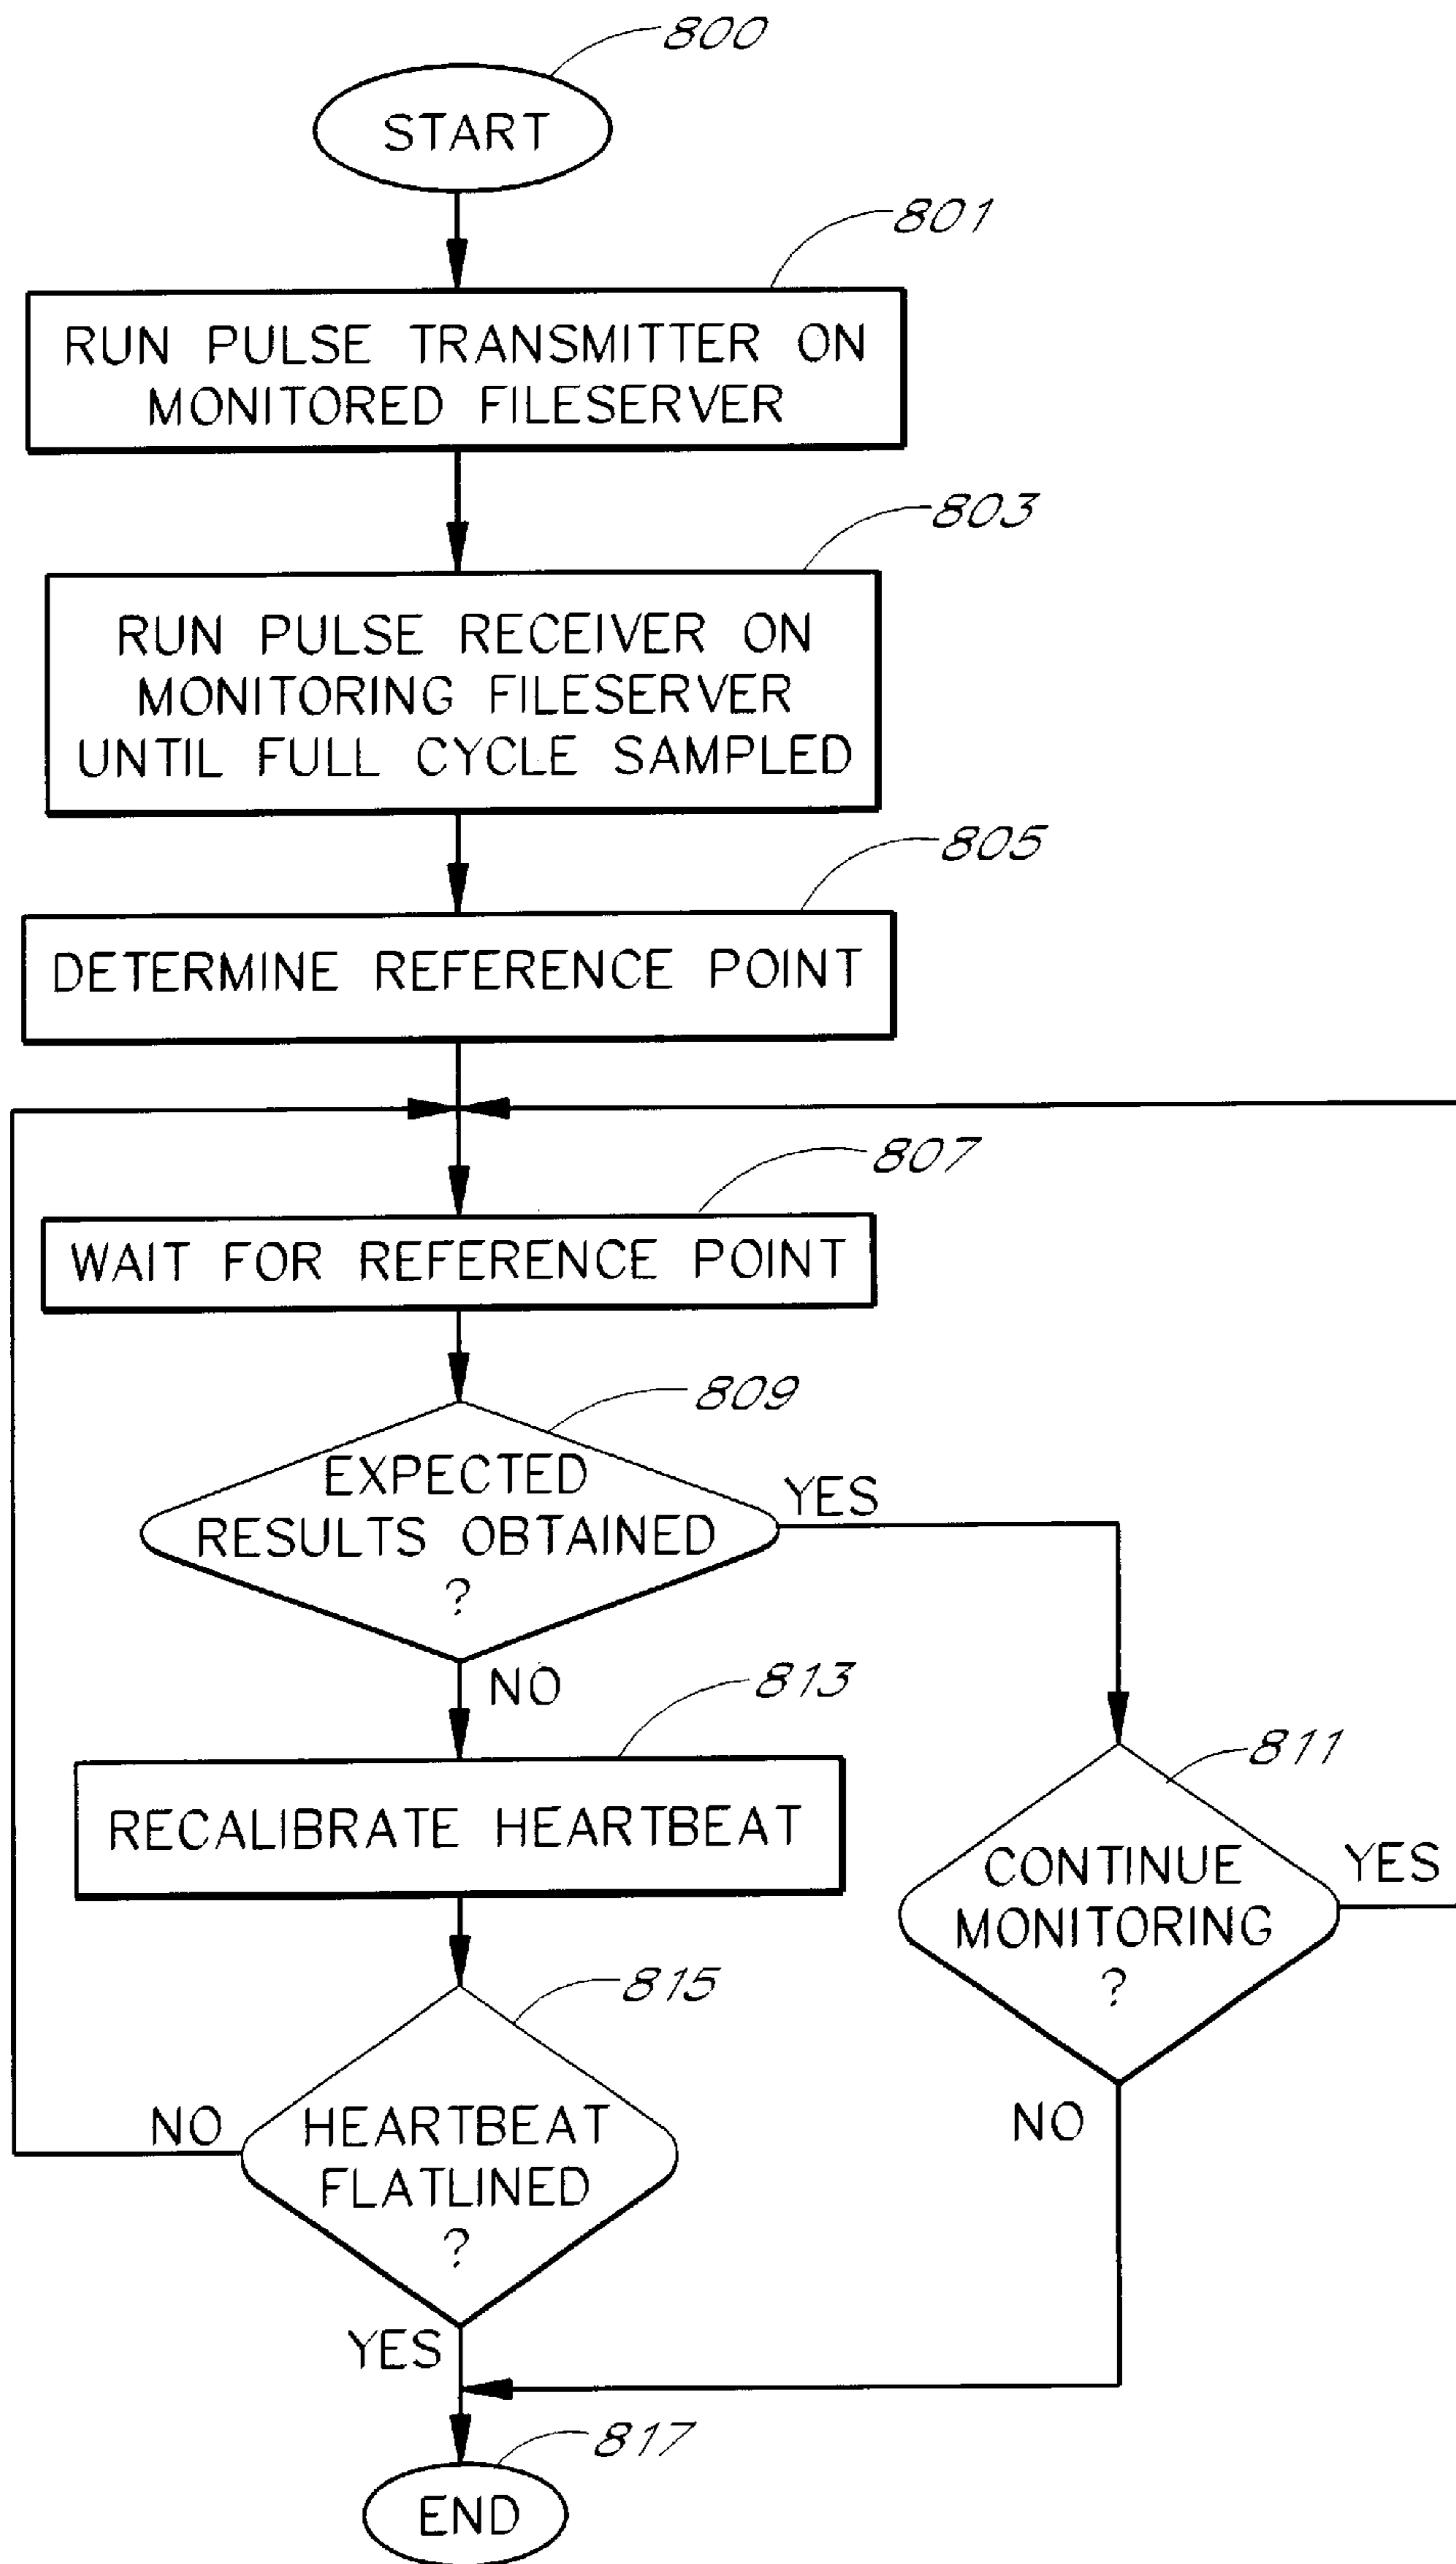 800
START
801
RUN PULSE TRANSMITTER ON
MONITORED FILESERVER
803
RUN PULSE RECEIVER ON
MONITORING FILESERVER
UNTIL FULL CYCLE SAMPLED
805
DETERMINE REFERENCE POINT
807
WAIT FOR REFERENCE POINT
809
EXPECTED
RESULTS OBTAINED
?
YES
NO
813
RECALIBRATE HEARTBEAT
811
CONTINUE
MONITORING
?
YES
NO
815
HEARTBEAT
FLATLINED
?
NO
YES
817
END